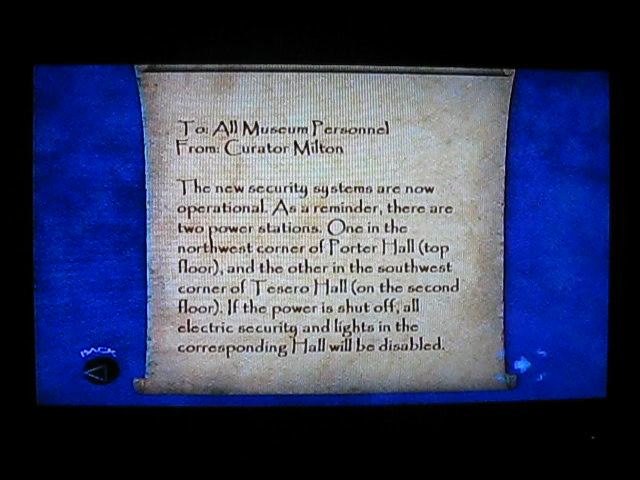 To: All Museum Personnel
From: Curator Milton
The new security systems are now
operational. As a reminder, there are
two power stations. One in the
northwest corner of Porter Hall (top
floor), and the other in the southwest
corner of Tesero Hall (on the second
floor). If the power is shut off, all
electric security and lights in the
corresponding Hall will be disabled.
BACK